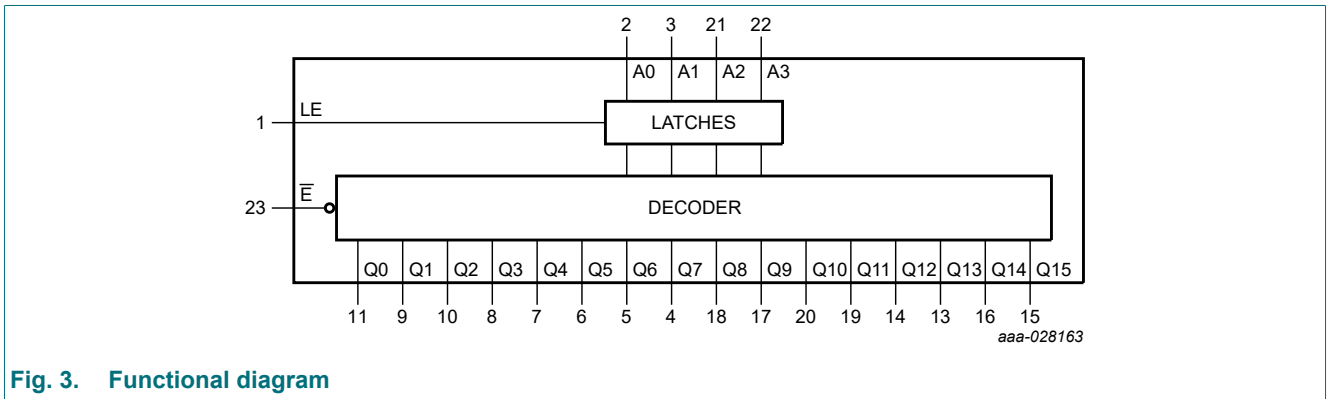 2 3 21 22
A0 A1 A2 A3
1 LE LATCHES
23 E̅ DECODER
Q0 Q1 Q2 Q3 Q4 Q5 Q6 Q7 Q8 Q9 Q10 Q11 Q12 Q13 Q14 Q15
11 9 10 8 7 6 5 4 18 17 20 19 14 13 16 15
aaa-028163
Fig. 3. Functional diagram